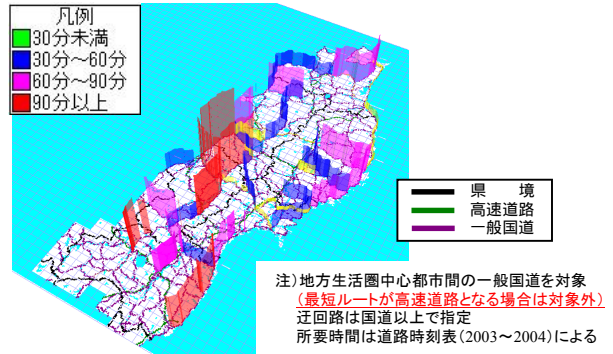 凡例
30分未満
30分～60分
60分～90分
90分以上
県　境
高速道路
一般国道
注)地方生活圏中心都市間の一般国道を対象
(最短ルートが高速道路となる場合は対象外)
迂回路は国道以上で指定
所要時間は道路時刻表(2003～2004)による